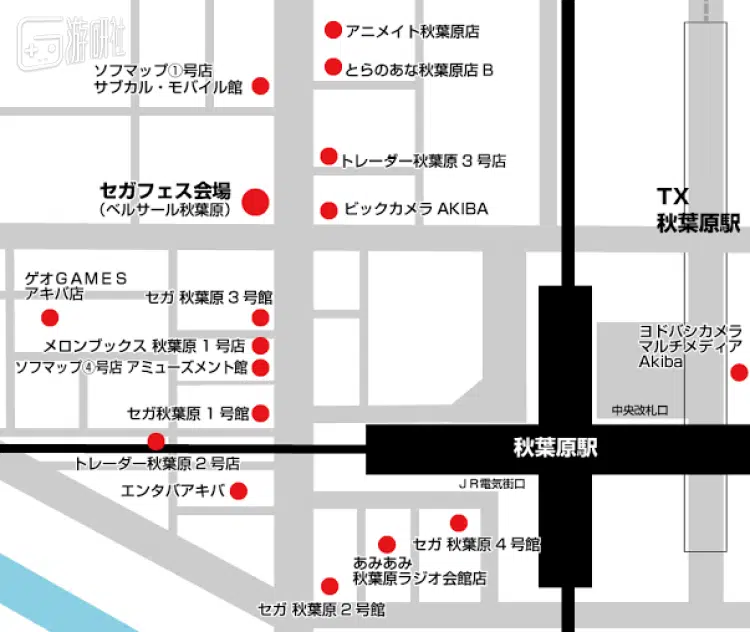 游研社
アニメイト秋葉原店
ソフマップ①号店
サブカル・モバイル館
とらのあな秋葉原店 B
トレーダー秋葉原 3 号店
セガフェス会場
（ベルサール秋葉原）
ビックカメラ AKIBA
TX
秋葉原駅
ゲオGAMES
アキバ店
セガ 秋葉原 3 号館
メロンブックス 秋葉原 1 号店
ソフマップ④号店 アミューズメント館
セガ秋葉原 1 号館
ヨドバシカメラ
マルチメディア
Akiba
中央改札口
秋葉原駅
トレーダー秋葉原 2 号店
エンタバアキバ
JR電気街口
セガ 秋葉原 4 号館
あみあみ
秋葉原ラジオ会館店
セガ 秋葉原 2 号館